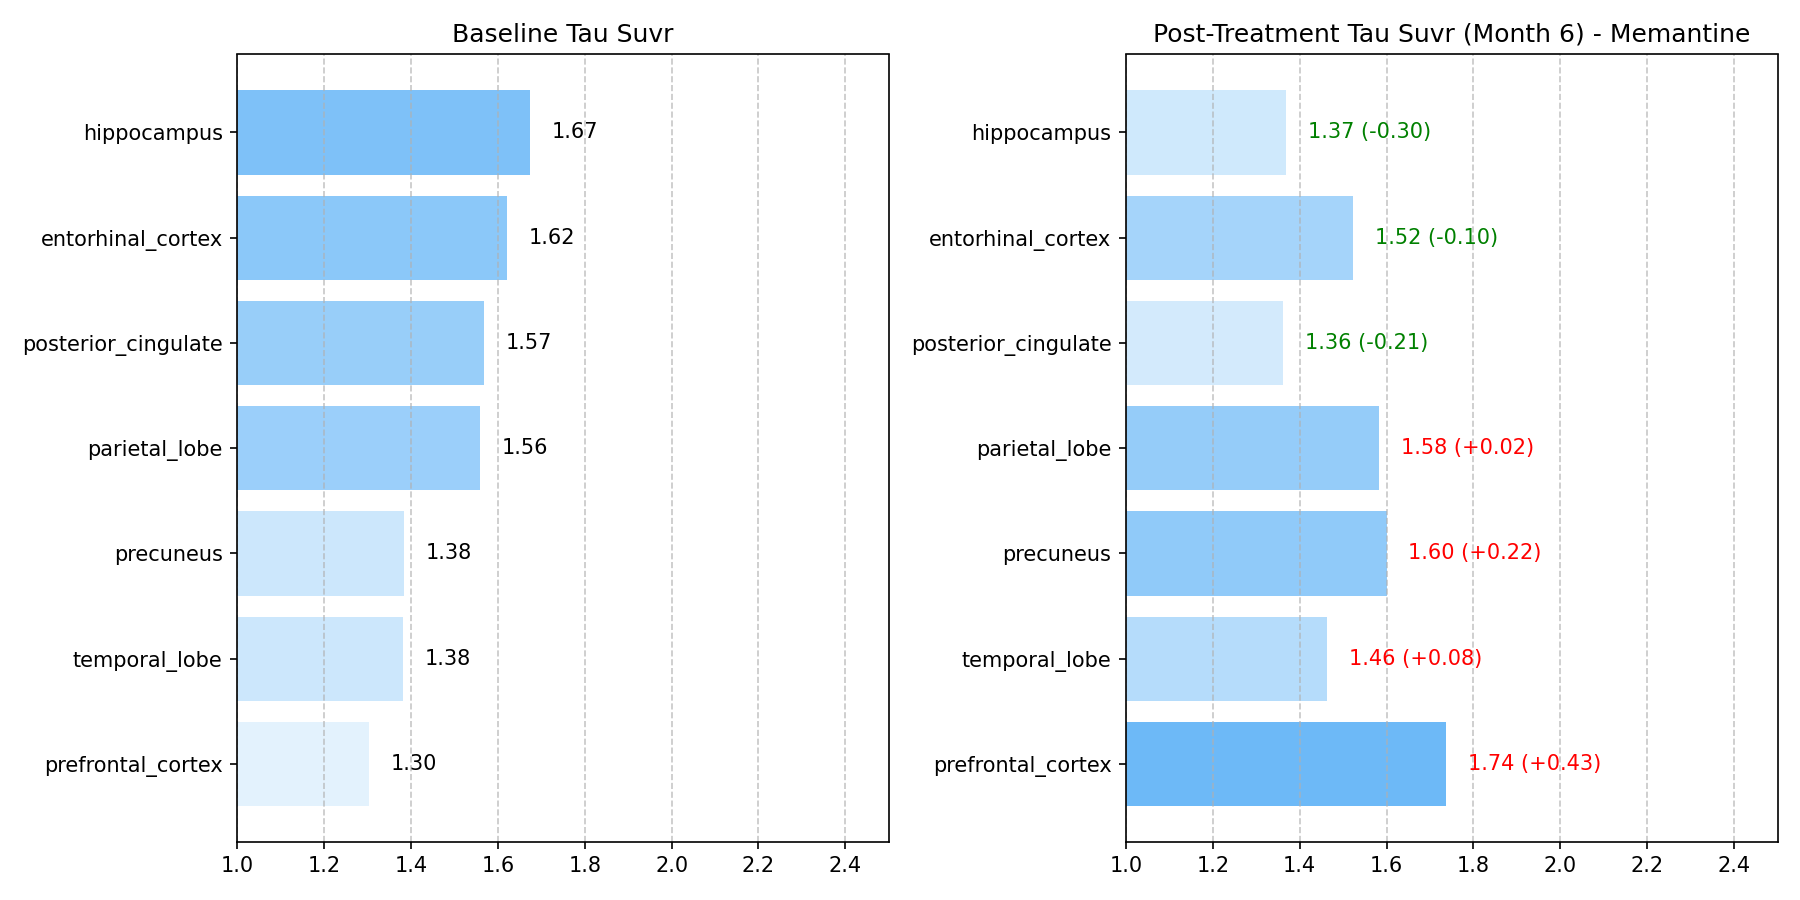 Baseline Tau Suvr
hippocampus
1.67
entorhinal_cortex
1.62
posterior_cingulate
1.57
parietal_lobe
1.56
precuneus
1.38
temporal_lobe
1.38
prefrontal_cortex
1.30
1.0 1.2 1.4 1.6 1.8 2.0 2.2 2.4
Post-Treatment Tau Suvr (Month 6) - Memantine
hippocampus
1.37 (-0.30)
entorhinal_cortex
1.52 (-0.10)
posterior_cingulate
1.36 (-0.21)
parietal_lobe
1.58 (+0.02)
precuneus
1.60 (+0.22)
temporal_lobe
1.46 (+0.08)
prefrontal_cortex
1.74 (+0.43)
1.0 1.2 1.4 1.6 1.8 2.0 2.2 2.4